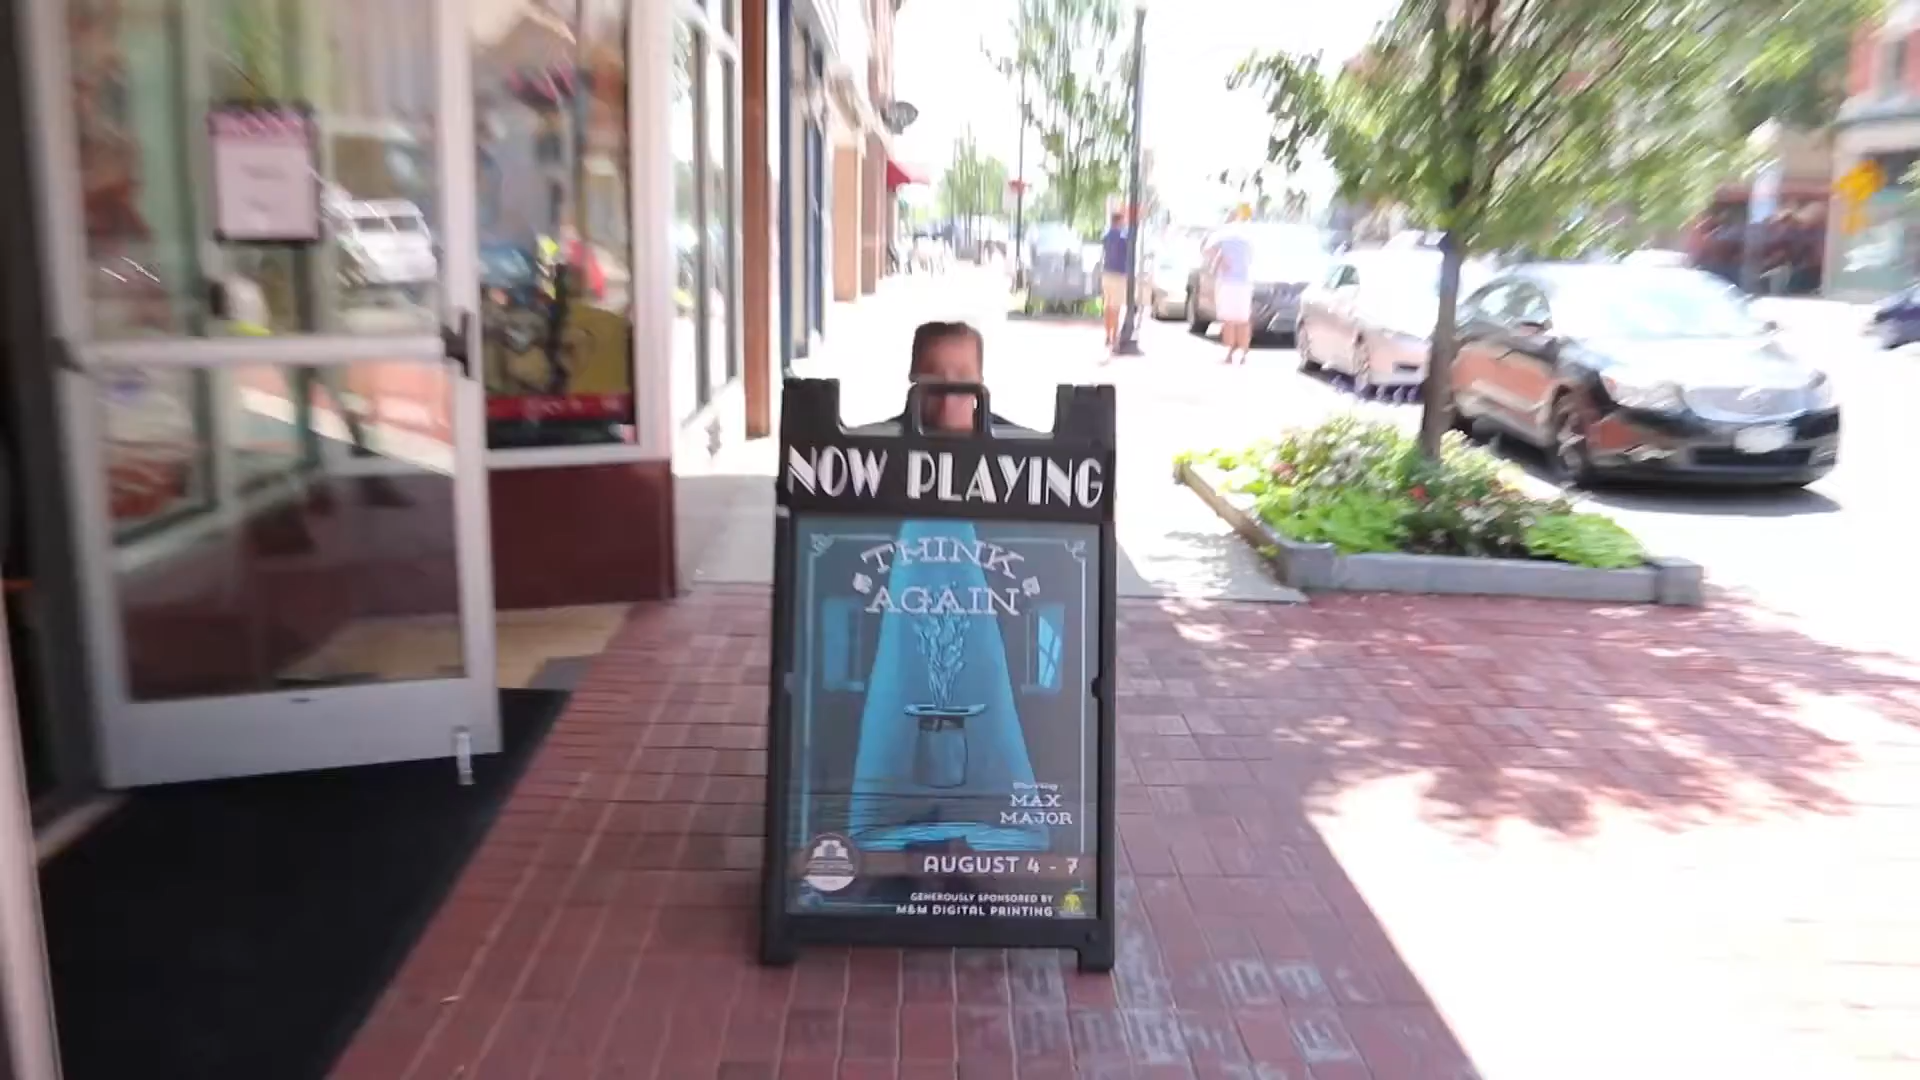 NOW PLAYING
THINK
AGAIN
Starring
MAX
MAJOR
AUGUST 4 - 7
GENEROUSLY SPONSORED BY
M&M DIGITAL PRINTING